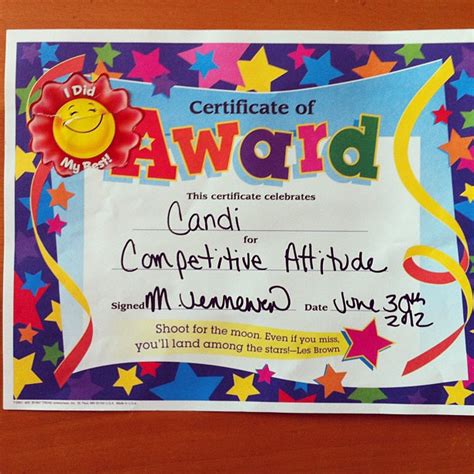 I Did
My Best!
Certificate of
Award
This certificate celebrates
Candi
for
Competitive Attitude
Signed M Date June 30th 2012
Shoot for the moon. Even if you miss,
you'll land among the stars!—Les Brown